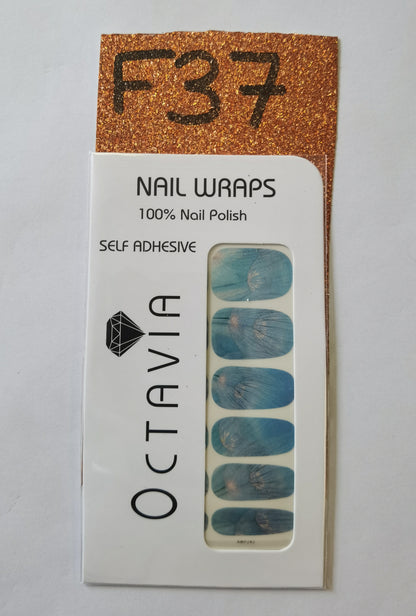 F37
NAIL WRAPS
100% Nail Polish
SELF ADHESIVE
OCTAVIA